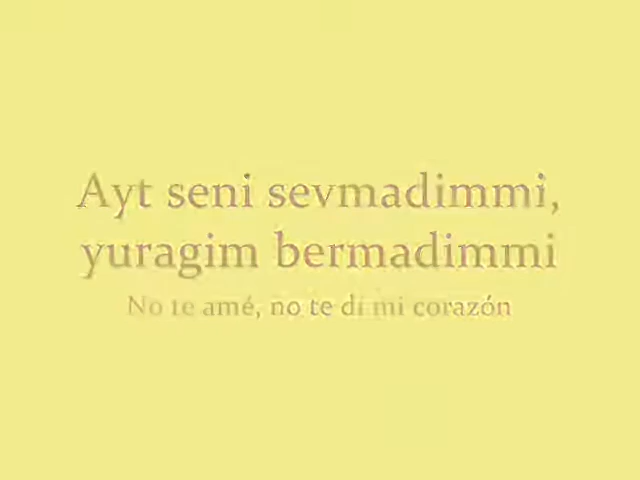 Ayt seni sevmadimmi,
yuragim bermadimmi
No te amé, no te di mi corazón